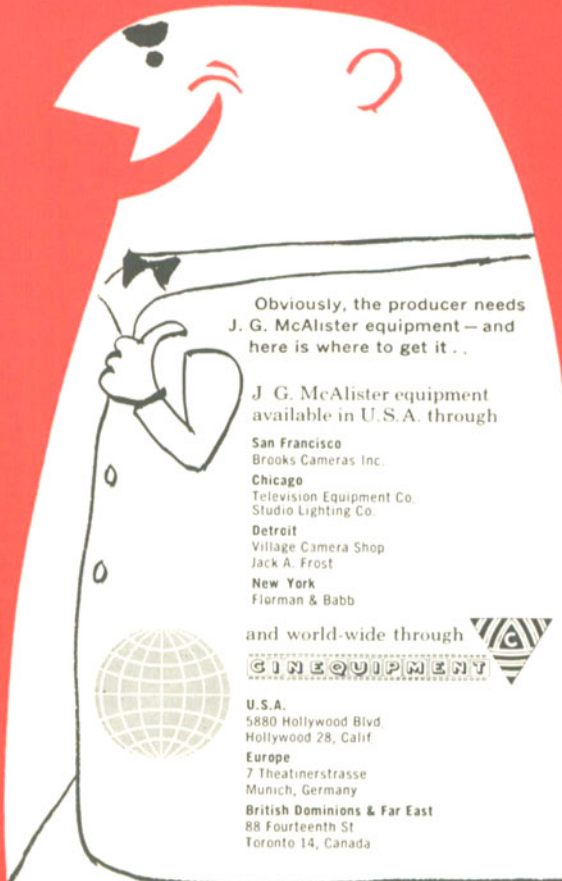 Obviously, the producer needs
J. G. McAlister equipment — and
here is where to get it . .
J G. McAlister equipment
available in U.S.A. through
San Francisco
Brooks Cameras Inc.
Chicago
Television Equipment Co.
Studio Lighting Co.
Detroit
Village Camera Shop
Jack A. Frost
New York
Florman & Babb
and world-wide through
C
CINEQUIPMENT
U.S.A.
5880 Hollywood Blvd.
Hollywood 28, Calif.
Europe
7 Theatinerstrasse
Munich, Germany
British Dominions & Far East
88 Fourteenth St
Toronto 14, Canada